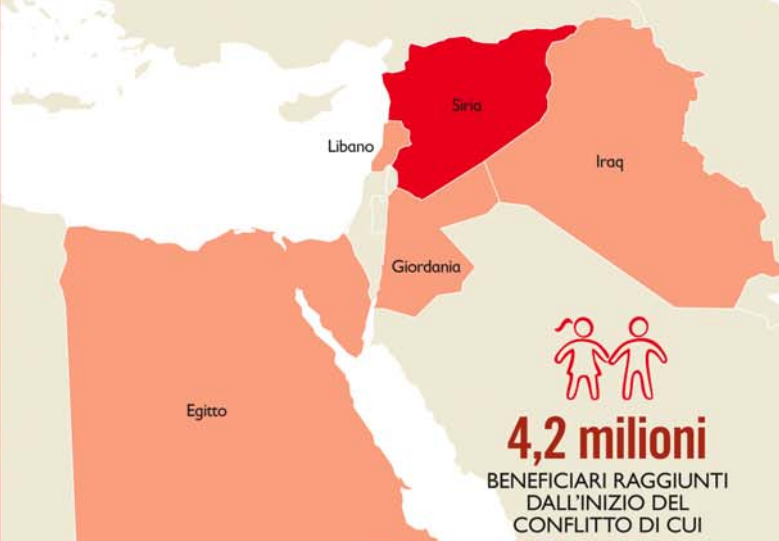 Siria
Libano
Iraq
Giordania
Egitto
4,2 milioni
BENEFICIARI RAGGIUNTI
DALL'INIZIO DEL
CONFLITTO DI CUI